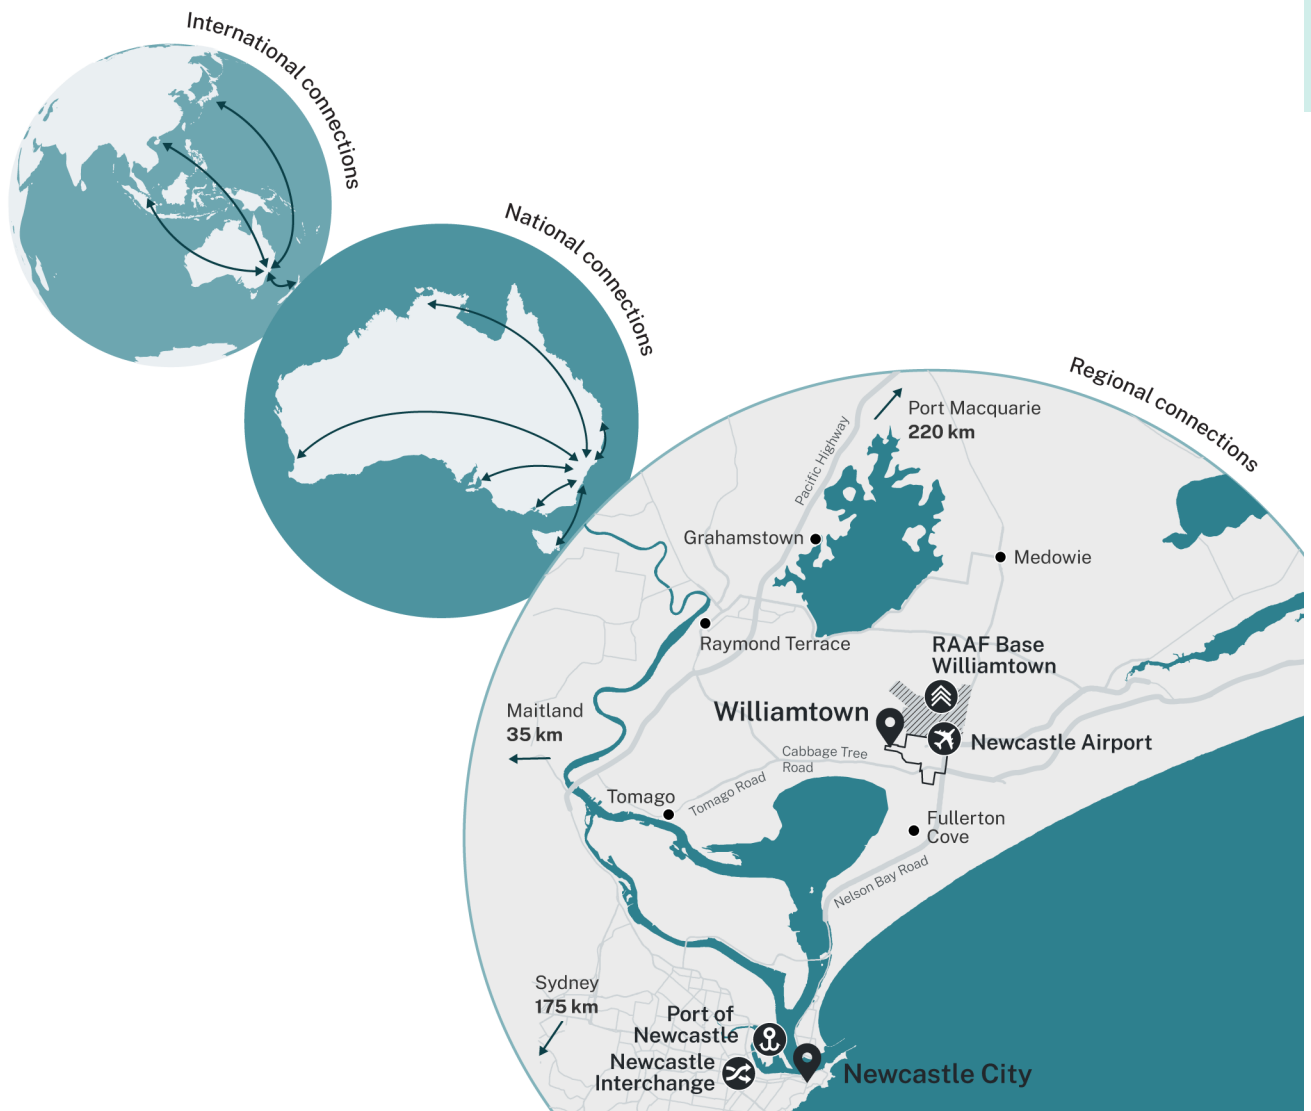 International connections
National connections
Regional connections
Port Macquarie
220 km
Pacific Highway
Grahamstown
Medowie
Raymond Terrace
RAAF Base
Williamtown
Maitland
35 km
Williamtown
Newcastle Airport
Cabbage Tree
Road
Tomago Road
Tomago
Fullerton
Cove
Nelson Bay Road
Sydney
175 km
Port of
Newcastle
Newcastle
Interchange
Newcastle City